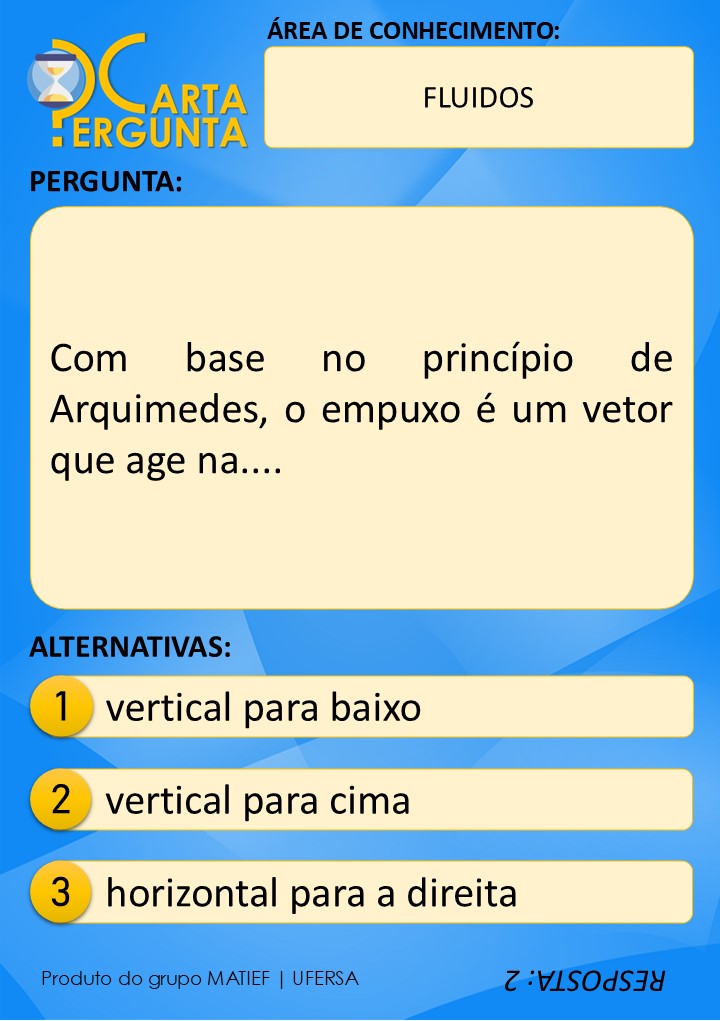 ÁREA DE CONHECIMENTO:
CARTA
PERGUNTA
FLUIDOS
PERGUNTA:
Com base no princípio de
Arquimedes, o empuxo é um vetor
que age na....
ALTERNATIVAS:
1 vertical para baixo
2 vertical para cima
3 horizontal para a direita
Produto do grupo MATIEF | UFERSA
RESPOSTA: 2